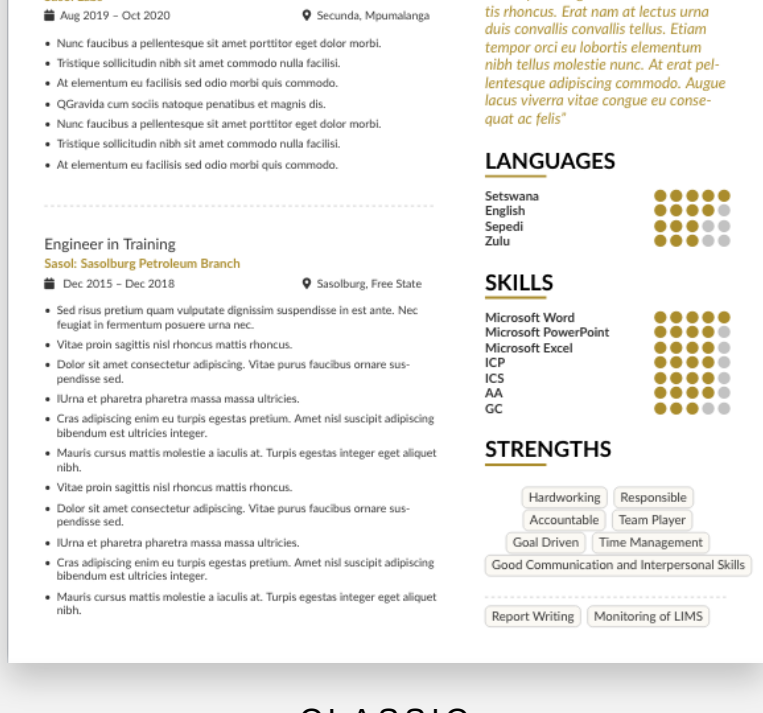 Aug 2019 – Oct 2020 Secunda, Mpumalanga
• Nunc faucibus a pellentesque sit amet porttitor eget dolor morbi.
• Tristique sollicitudin nibh sit amet commodo nulla facilisi.
• At elementum eu facilisis sed odio morbi quis commodo.
• QGravida cum sociis natoque penatibus et magnis dis.
• Nunc faucibus a pellentesque sit amet porttitor eget dolor morbi.
• Tristique sollicitudin nibh sit amet commodo nulla facilisi.
• At elementum eu facilisis sed odio morbi quis commodo.
Engineer in Training
Sasol: Sasolburg Petroleum Branch
Dec 2015 – Dec 2018 Sasolburg, Free State
• Sed risus pretium quam vulputate dignissim suspendisse in est ante. Nec
feugiat in fermentum posuere urna nec.
• Vitae proin sagittis nisl rhoncus mattis rhoncus.
• Dolor sit amet consectetur adipiscing. Vitae purus faucibus ornare sus-
pendisse sed.
• IUrna et pharetra pharetra massa massa ultricies.
• Cras adipiscing enim eu turpis egestas pretium. Amet nisl suscipit adipiscing
bibendum est ultricies integer.
• Mauris cursus mattis molestie a iaculis at. Turpis egestas integer eget aliquet
nibh.
• Vitae proin sagittis nisl rhoncus mattis rhoncus.
• Dolor sit amet consectetur adipiscing. Vitae purus faucibus ornare sus-
pendisse sed.
• IUrna et pharetra pharetra massa massa ultricies.
• Cras adipiscing enim eu turpis egestas pretium. Amet nisl suscipit adipiscing
bibendum est ultricies integer.
• Mauris cursus mattis molestie a iaculis at. Turpis egestas integer eget aliquet
nibh.
tis rhoncus. Erat nam at lectus urna
duis convallis convallis tellus. Etiam
tempor orci eu lobortis elementum
nibh tellus molestie nunc. At erat pel-
lentesque adipiscing commodo. Augue
lacus viverra vitae congue eu conse-
quat ac felis”
LANGUAGES
Setswana
English
Sepedi
Zulu
SKILLS
Microsoft Word
Microsoft PowerPoint
Microsoft Excel
ICP
ICS
AA
GC
STRENGTHS
Hardworking Responsible
Accountable Team Player
Goal Driven Time Management
Good Communication and Interpersonal Skills
Report Writing Monitoring of LIMS
CLASSIC